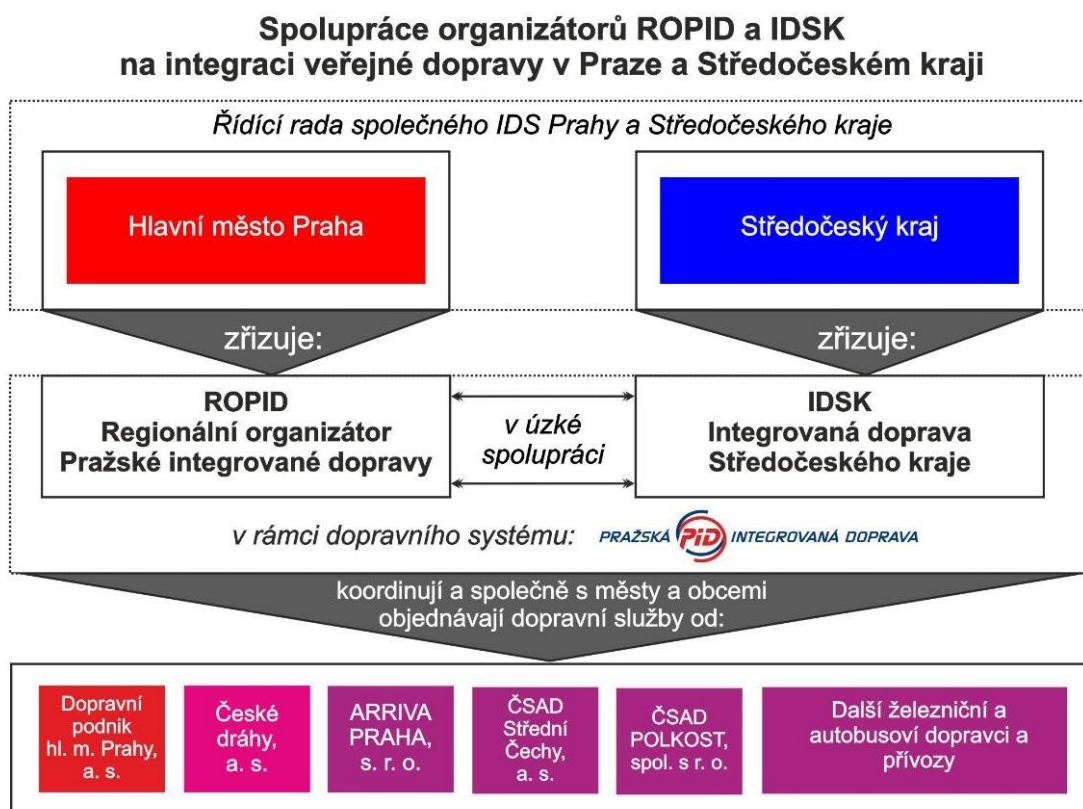 Spolupráce organizátorů ROPID a IDSK
na integraci veřejné dopravy v Praze a Středočeském kraji
Řídící rada společného IDS Prahy a Středočeského kraje
Hlavní město Praha
Středočeský kraj
zřizuje:
zřizuje:
ROPID
Regionální organizátor
Pražské integrované dopravy
v úzké
spolupráci
IDSK
Integrovaná doprava
Středočeského kraje
v rámci dopravního systému:
PRAŽSKÁ PID INTEGROVANÁ DOPRAVA
koordinují a společně s městy a obcemi
objednávají dopravní služby od:
Dopravní
podnik
hl. m. Prahy,
a. s.
České
dráhy,
a. s.
ARRIVA
PRAHA,
s. r. o.
ČSAD
Střední
Čechy,
a. s.
ČSAD
POLKOST,
spol. s r. o.
Další železniční a
autobusoví dopravci a
přívozy